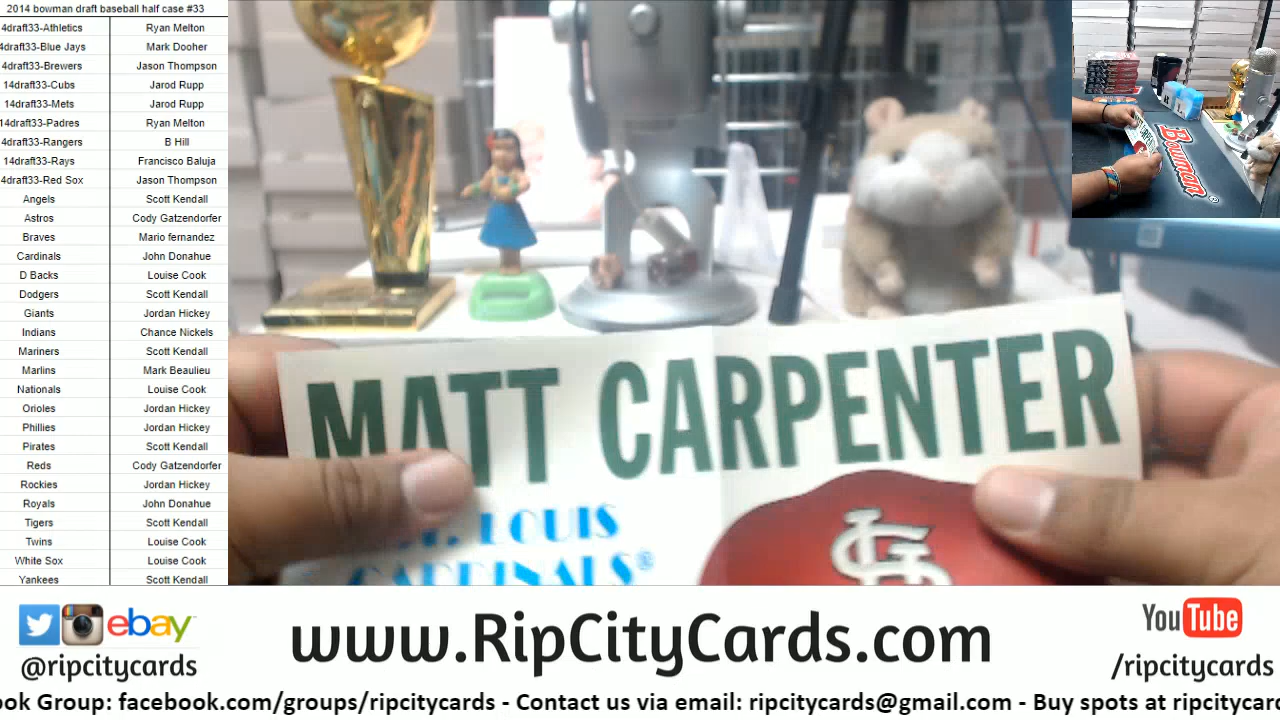 2014 bowman draft baseball half case #33
4draft33-Athletics Ryan Melton
4draft33-Blue Jays Mark Dooher
4draft33-Brewers Jason Thompson
14draft33-Cubs Jarod Rupp
14draft33-Mets Jarod Rupp
14draft33-Padres Ryan Melton
4draft33-Rangers B Hill
14draft33-Rays Francisco Baluja
4draft33-Red Sox Jason Thompson
Angels Scott Kendall
Astros Cody Gatzendorfer
Braves Mario fernandez
Cardinals John Donahue
D Backs Louise Cook
Dodgers Scott Kendall
Giants Jordan Hickey
Indians Chance Nickels
Mariners Scott Kendall
Marlins Mark Beaulieu
Nationals Louise Cook
Orioles Jordan Hickey
Phillies Jordan Hickey
Pirates Scott Kendall
Reds Cody Gatzendorfer
Rockies Jordan Hickey
Royals John Donahue
Tigers Scott Kendall
Twins Louise Cook
White Sox Louise Cook
Yankees Scott Kendall
MATT CARPENTER
ST. LOUIS
CARDINALS®
STL
Bowman®
ebay™
@ripcitycards
www.RipCityCards.com
YouTube
/ripcitycards
ook Group: facebook.com/groups/ripcitycards - Contact us via email: ripcitycards@gmail.com - Buy spots at ripcitycard